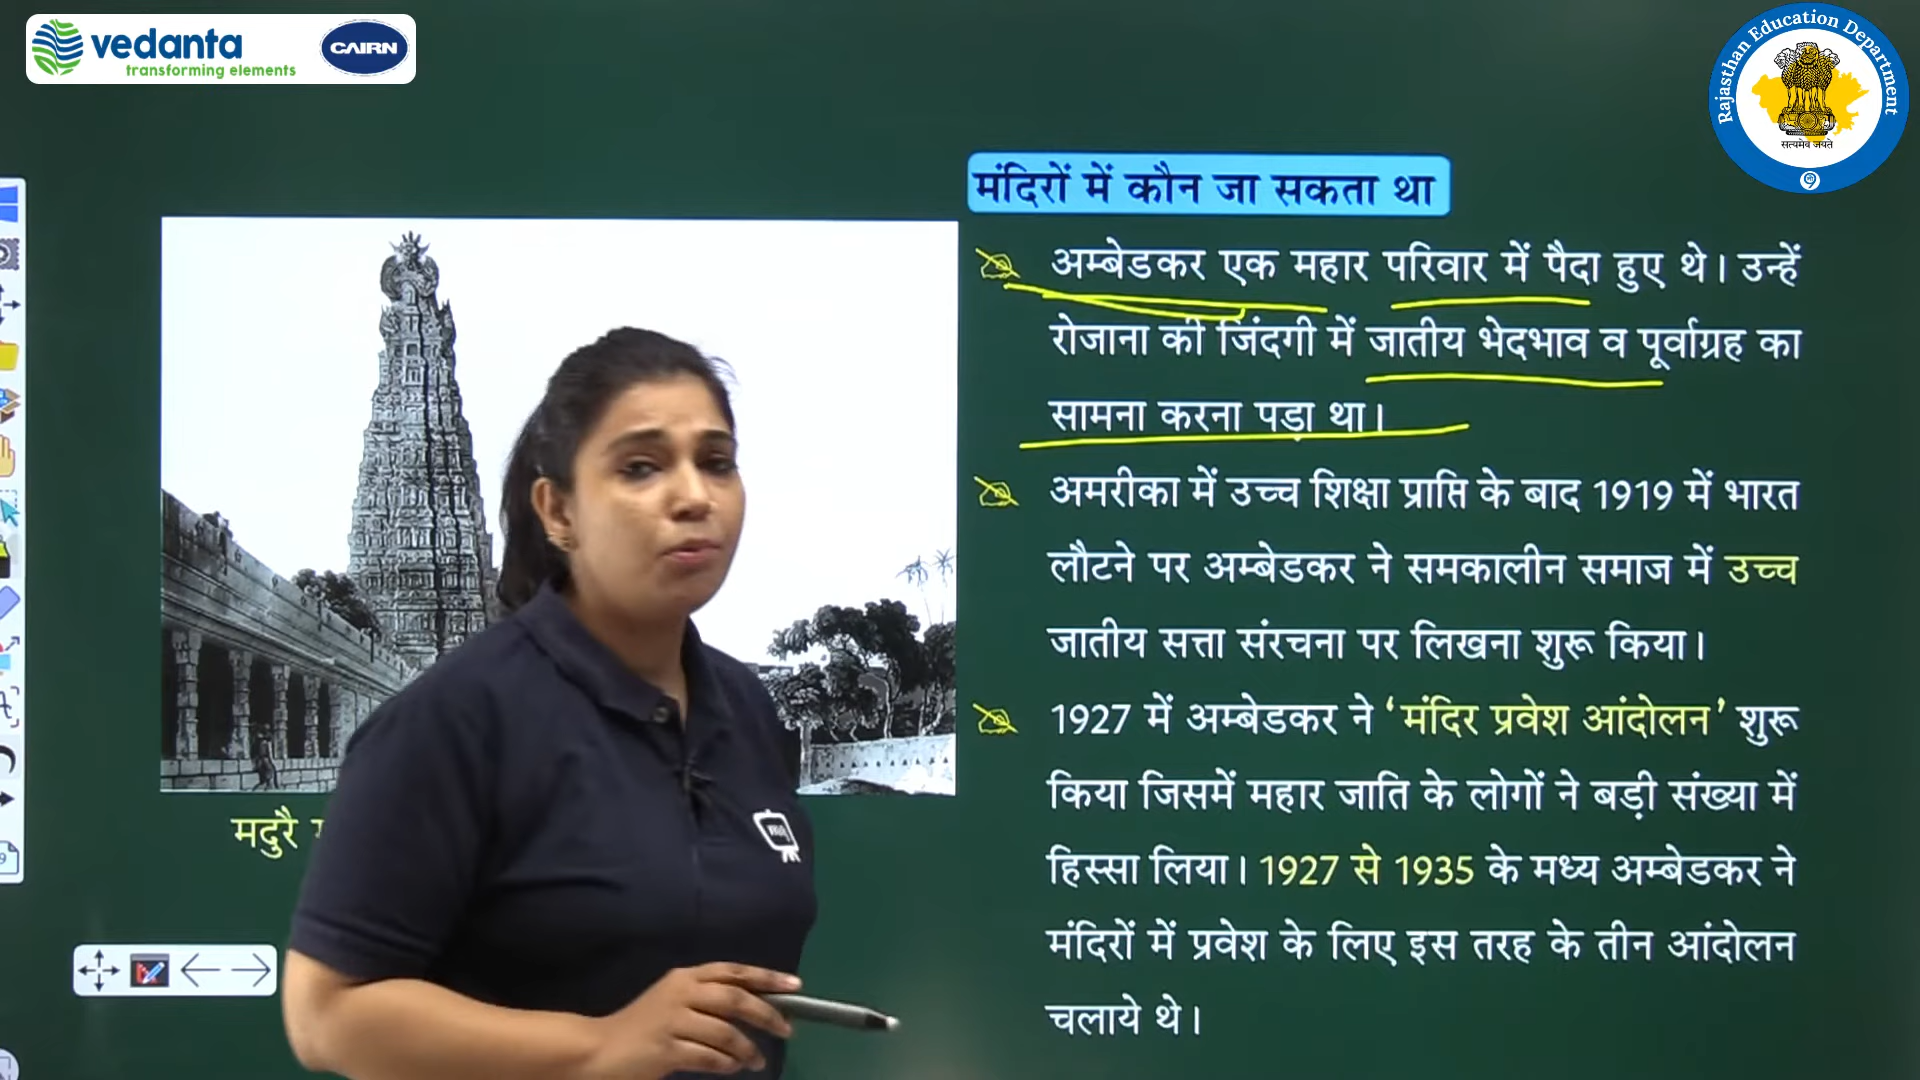 vedanta
transforming elements
CAIRN
Rajasthan Education Department
सत्यमेव जयते
मंदिरों में कौन जा सकता था
अम्बेडकर एक महार परिवार में पैदा हुए थे। उन्हें
रोजाना की जिंदगी में जातीय भेदभाव व पूर्वाग्रह का
सामना करना पड़ा था।
अमरीका में उच्च शिक्षा प्राप्ति के बाद 1919 में भारत
लौटने पर अम्बेडकर ने समकालीन समाज में उच्च
जातीय सत्ता संरचना पर लिखना शुरू किया।
1927 में अम्बेडकर ने ‘मंदिर प्रवेश आंदोलन’ शुरू
किया जिसमें महार जाति के लोगों ने बड़ी संख्या में
हिस्सा लिया। 1927 से 1935 के मध्य अम्बेडकर ने
मंदिरों में प्रवेश के लिए इस तरह के तीन आंदोलन
चलाये थे।
मदुरै